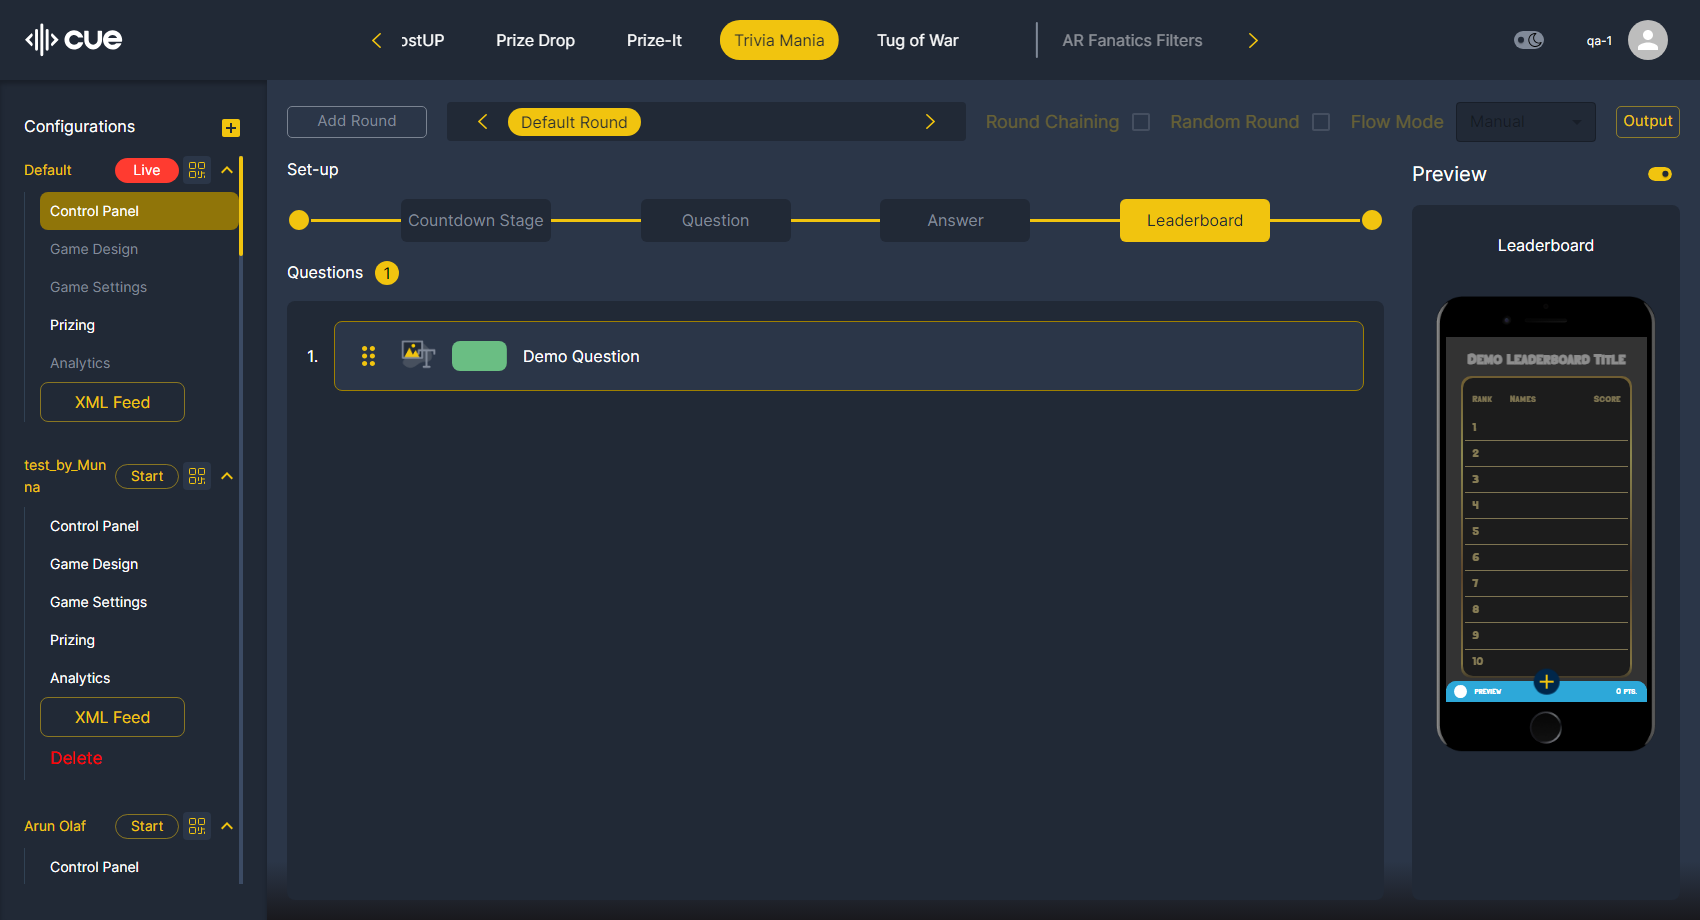 cue
ostUP
Prize Drop
Prize-It
Trivia Mania
Tug of War
AR Fanatics Filters
qa-1
Configurations
Default
Live
Control Panel
Game Design
Game Settings
Prizing
Analytics
XML Feed
test_by_Mun
na
Start
Control Panel
Game Design
Game Settings
Prizing
Analytics
XML Feed
Delete
Arun Olaf
Start
Control Panel
Add Round
Default Round
Round Chaining
Random Round
Flow Mode
Manual
Output
Set-up
Countdown Stage
Question
Answer
Leaderboard
Questions 1
1.
Demo Question
Preview
Leaderboard
Demo Leaderboard Title
Rank Names Score
1
2
3
4
5
6
7
8
9
10
PREVIEW
0 PTS.